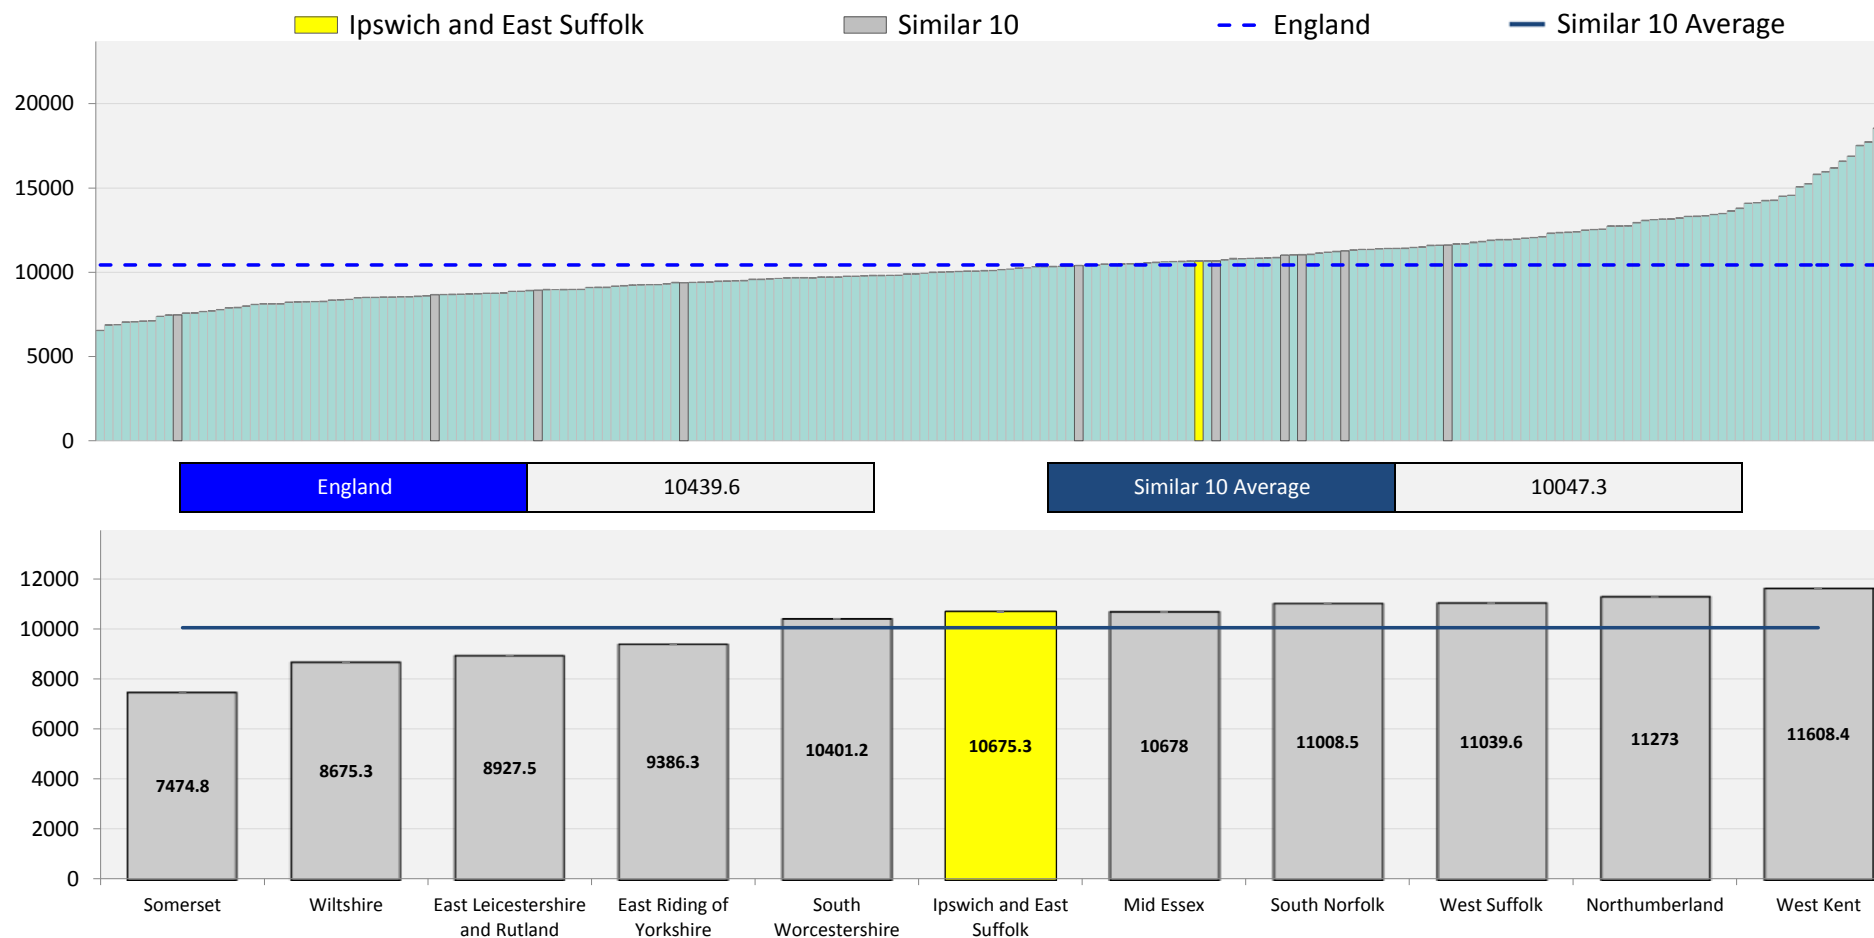 Ipswich and East Suffolk
Similar 10
England
Similar 10 Average
20000
15000
10000
5000
0
England
10439.6
Similar 10 Average
10047.3
12000
10000
8000
6000
4000
2000
0
7474.8
8675.3
8927.5
9386.3
10401.2
10675.3
10678
11008.5
11039.6
11273
11608.4
Somerset
Wiltshire
East Leicestershire
and Rutland
East Riding of
Yorkshire
South
Worcestershire
Ipswich and East
Suffolk
Mid Essex
South Norfolk
West Suffolk
Northumberland
West Kent